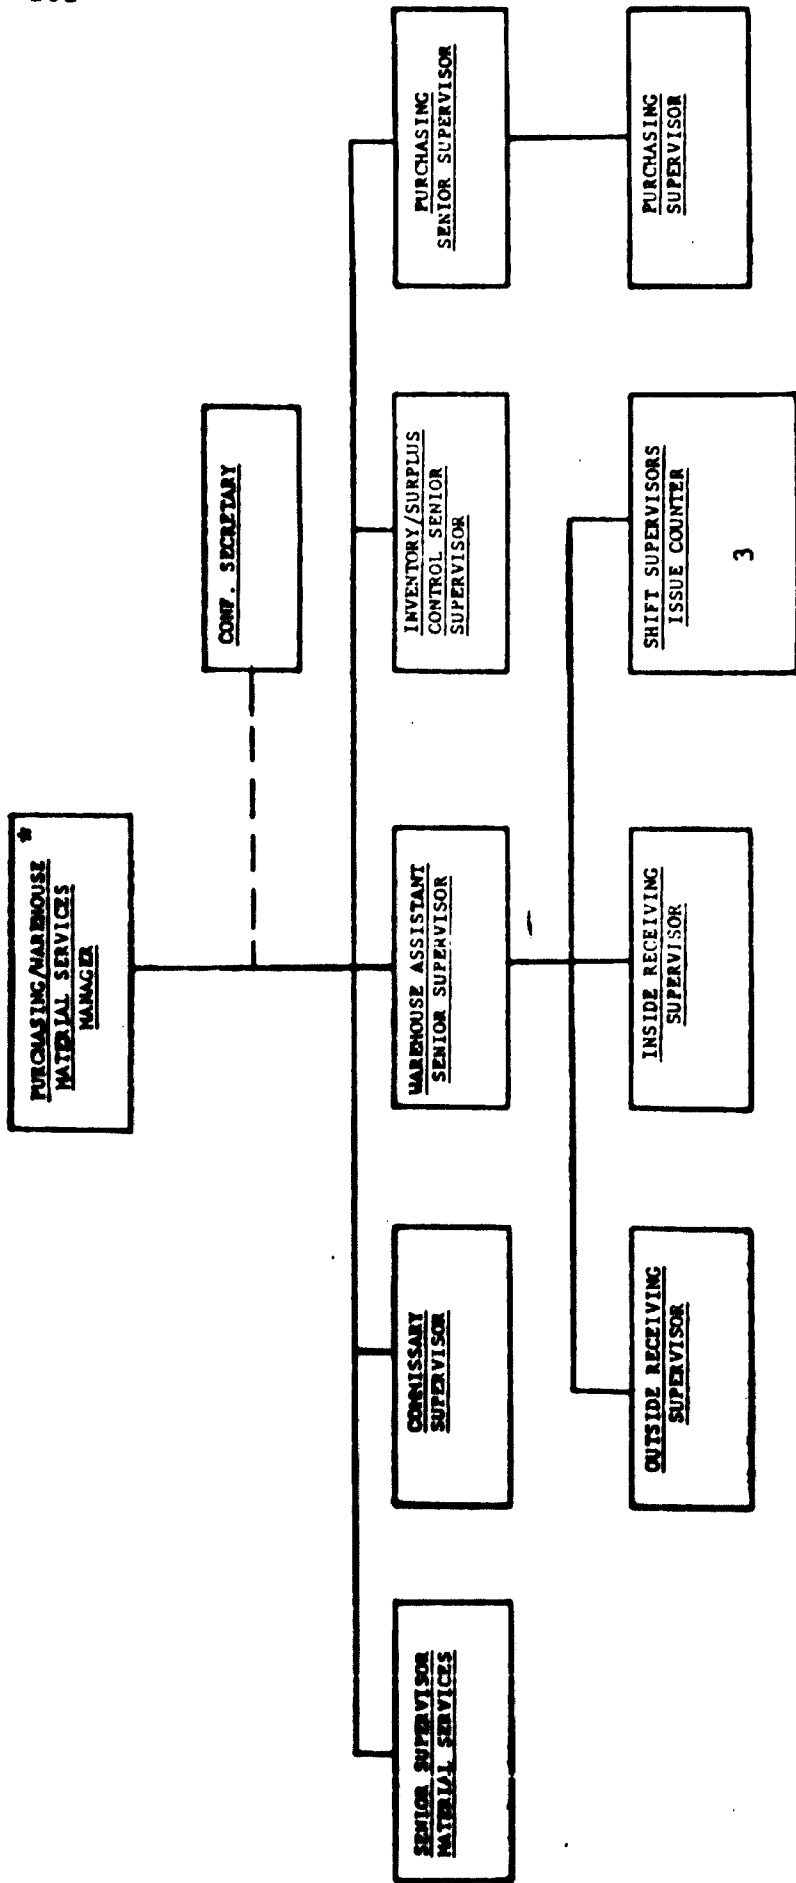 PURCHASING/WAREHOUSE *
MATERIAL SERVICES
MANAGER
CONF. SECRETARY
SENIOR SUPERVISOR
MATERIAL SERVICES
COMMISSARY
SUPERVISOR
WAREHOUSE ASSISTANT
SENIOR SUPERVISOR
INVENTORY/SURPLUS
CONTROL SENIOR
SUPERVISOR
PURCHASING
SENIOR SUPERVISOR
OUTSIDE RECEIVING
SUPERVISOR
INSIDE RECEIVING
SUPERVISOR
SHIFT SUPERVISORS
ISSUE COUNTER
3
PURCHASING
SUPERVISOR